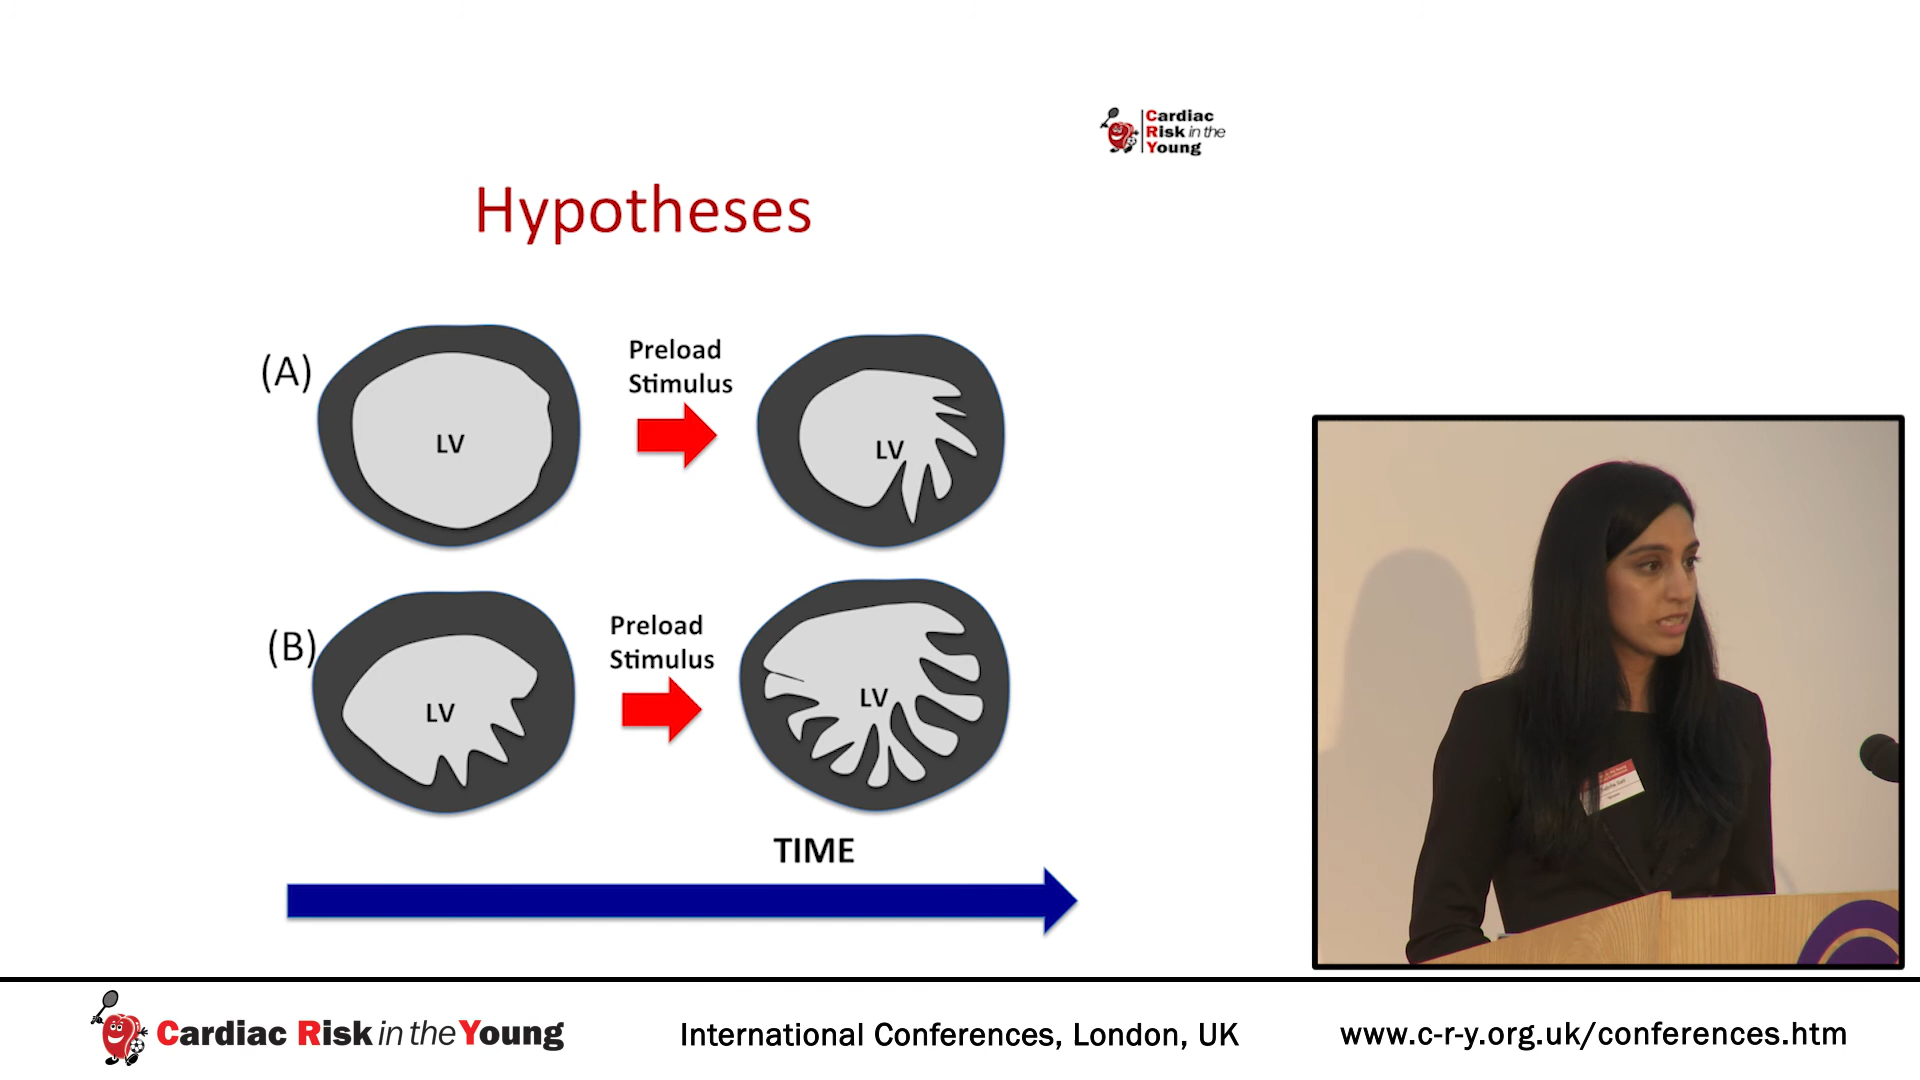 Cardiac
Risk in the
Young
Hypotheses
(A)
LV
Preload
Stimulus
LV
(B)
LV
Preload
Stimulus
LV
TIME
Cardiac Risk in the Young
International Conferences, London, UK
www.c-r-y.org.uk/conferences.htm